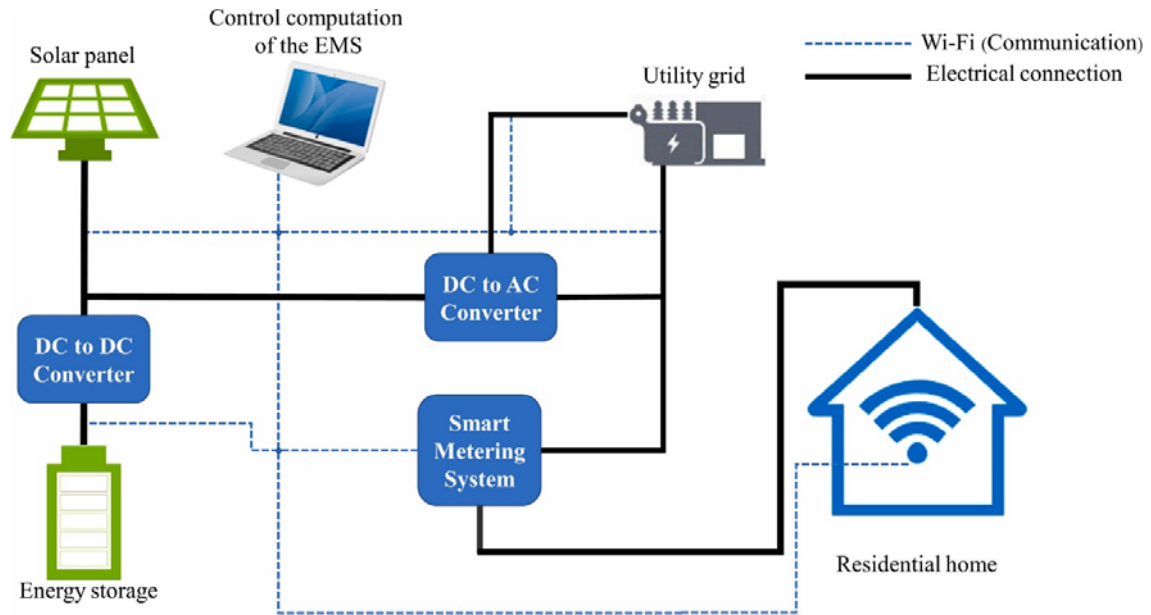 Control computation
of the EMS
Solar panel
Wi-Fi (Communication)
Electrical connection
Utility grid
DC to AC
Converter
DC to DC
Converter
Smart
Metering
System
Residential home
Energy storage